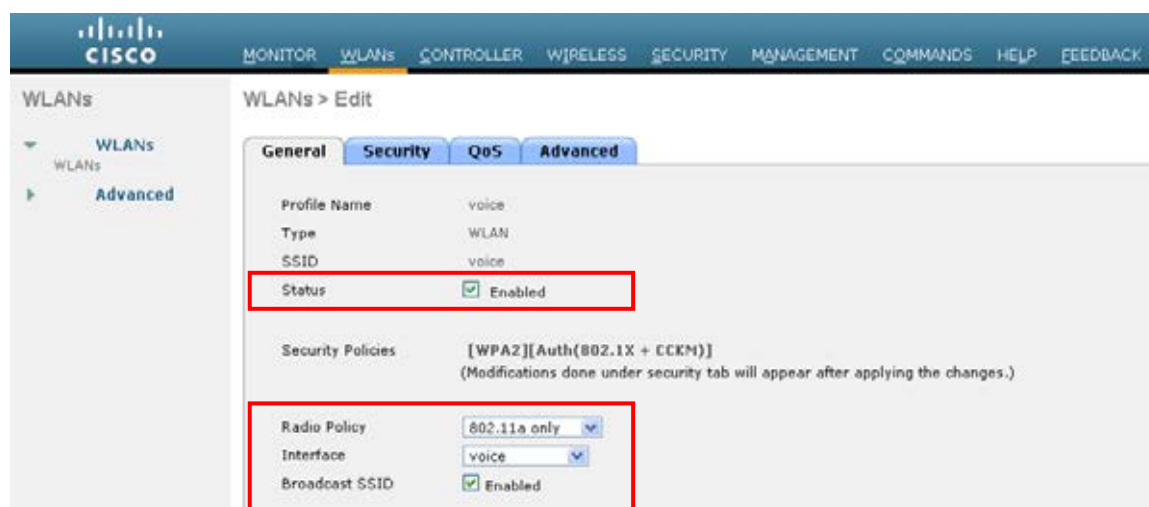 CISCO
MONITOR WLANs CONTROLLER WIRELESS SECURITY MANAGEMENT COMMANDS HELP FEEDBACK
WLANs
WLANs > Edit
WLANs
WLANs
Advanced
General Security QoS Advanced
Profile Name voice
Type WLAN
SSID voice
Status Enabled
Security Policies [WPA2][Auth(802.1X + CCKM)]
(Modifications done under security tab will appear after applying the changes.)
Radio Policy 802.11a only
Interface voice
Broadcast SSID Enabled